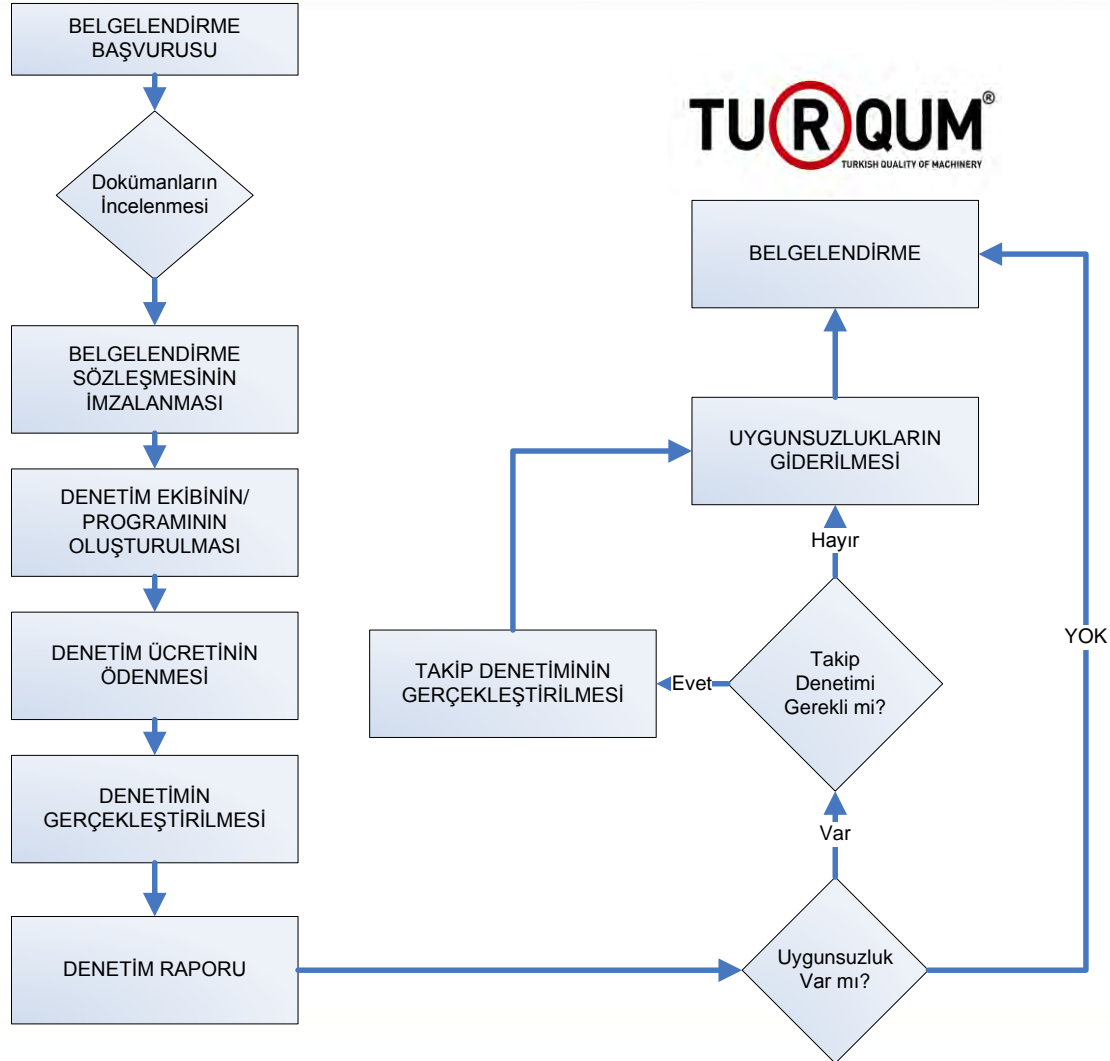 BELGELENDİRME
BAŞVURUSU
Dokümanların
İncelenmesi
BELGELENDİRME
SÖZLEŞMESİNİN
İMZALANMASI
DENETİM EKİBİNİN/
PROGRAMININ
OLUŞTURULMASI
DENETİM ÜCRETİNİN
ÖDENMESİ
DENETİMİN
GERÇEKLEŞTİRİLMESİ
DENETİM RAPORU
TURQUM®
TURKISH QUALITY OF MACHINERY
BELGELENDİRME
UYGUNSUZLUKLARIN
GİDERİLMESİ
Hayır
TAKİP DENETİMİNİN
GERÇEKLEŞTİRİLMESİ
Evet
Takip
Denetimi
Gerekli mi?
YOK
Var
Uygunsuzluk
Var mı?